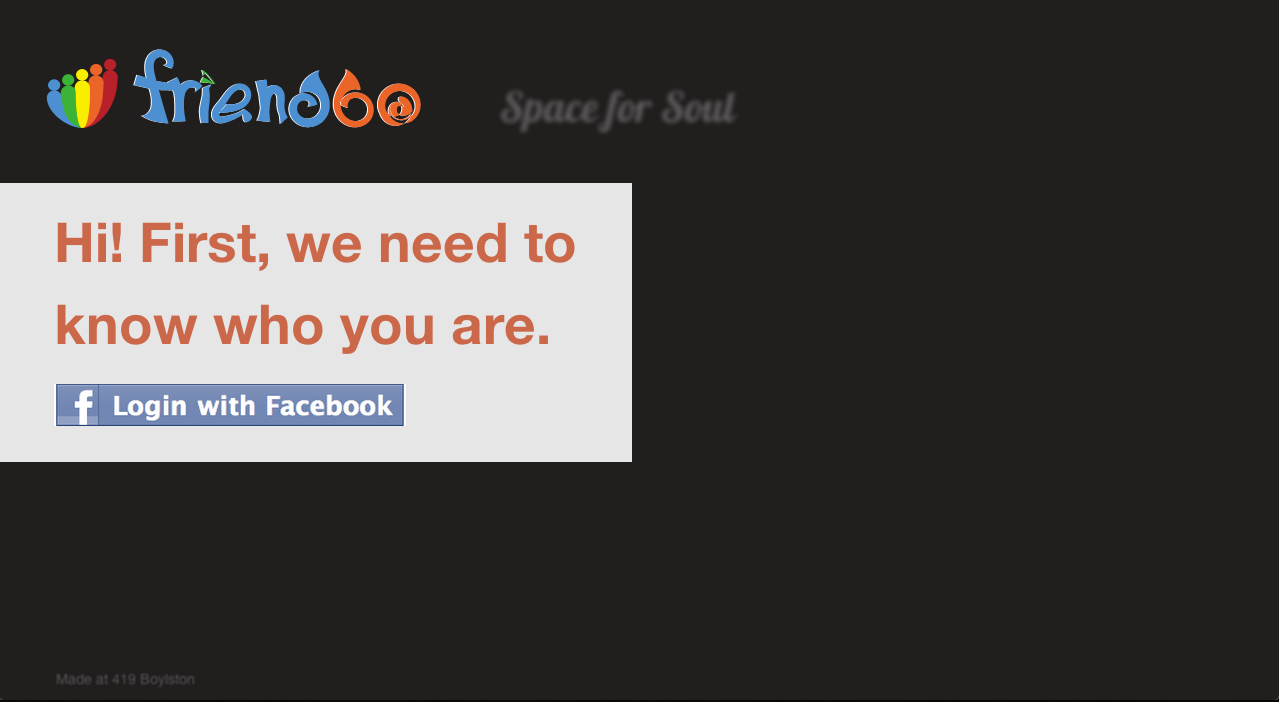 friendbo
Space for Soul
Hi! First, we need to
know who you are.
f Login with Facebook
Made at 419 Boylston